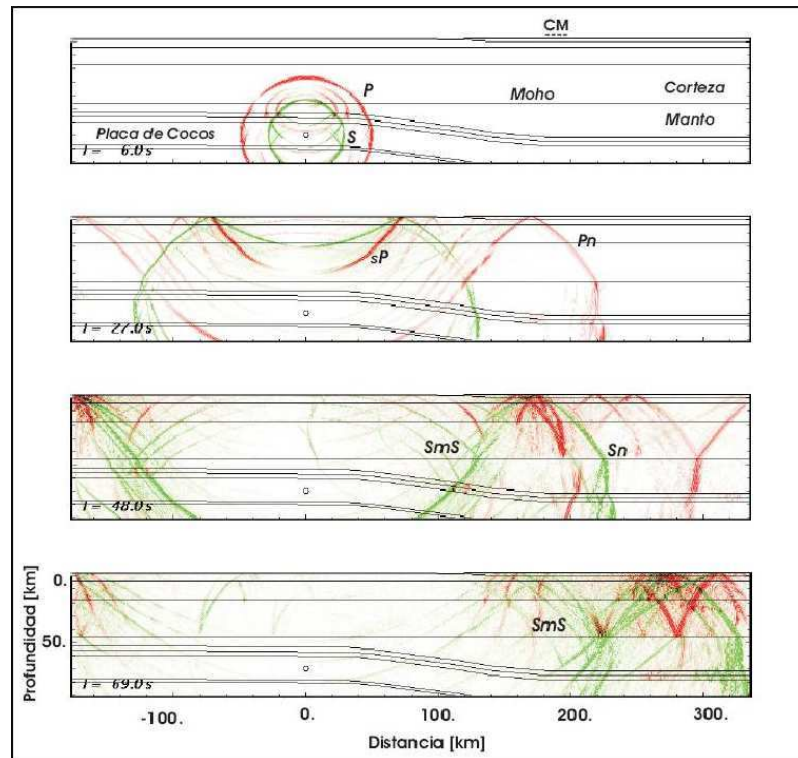 CM
P
Moho
Corteza
Manto
Placa de Cocos
S
T = 6.0s
Pn
sP
T = 27.0s
SmS
Sn
T = 48.0s
0.
SmS
50.
T = 69.0s
Profundidad [km]
-100. 0. 100. 200. 300.
Distancia [km]